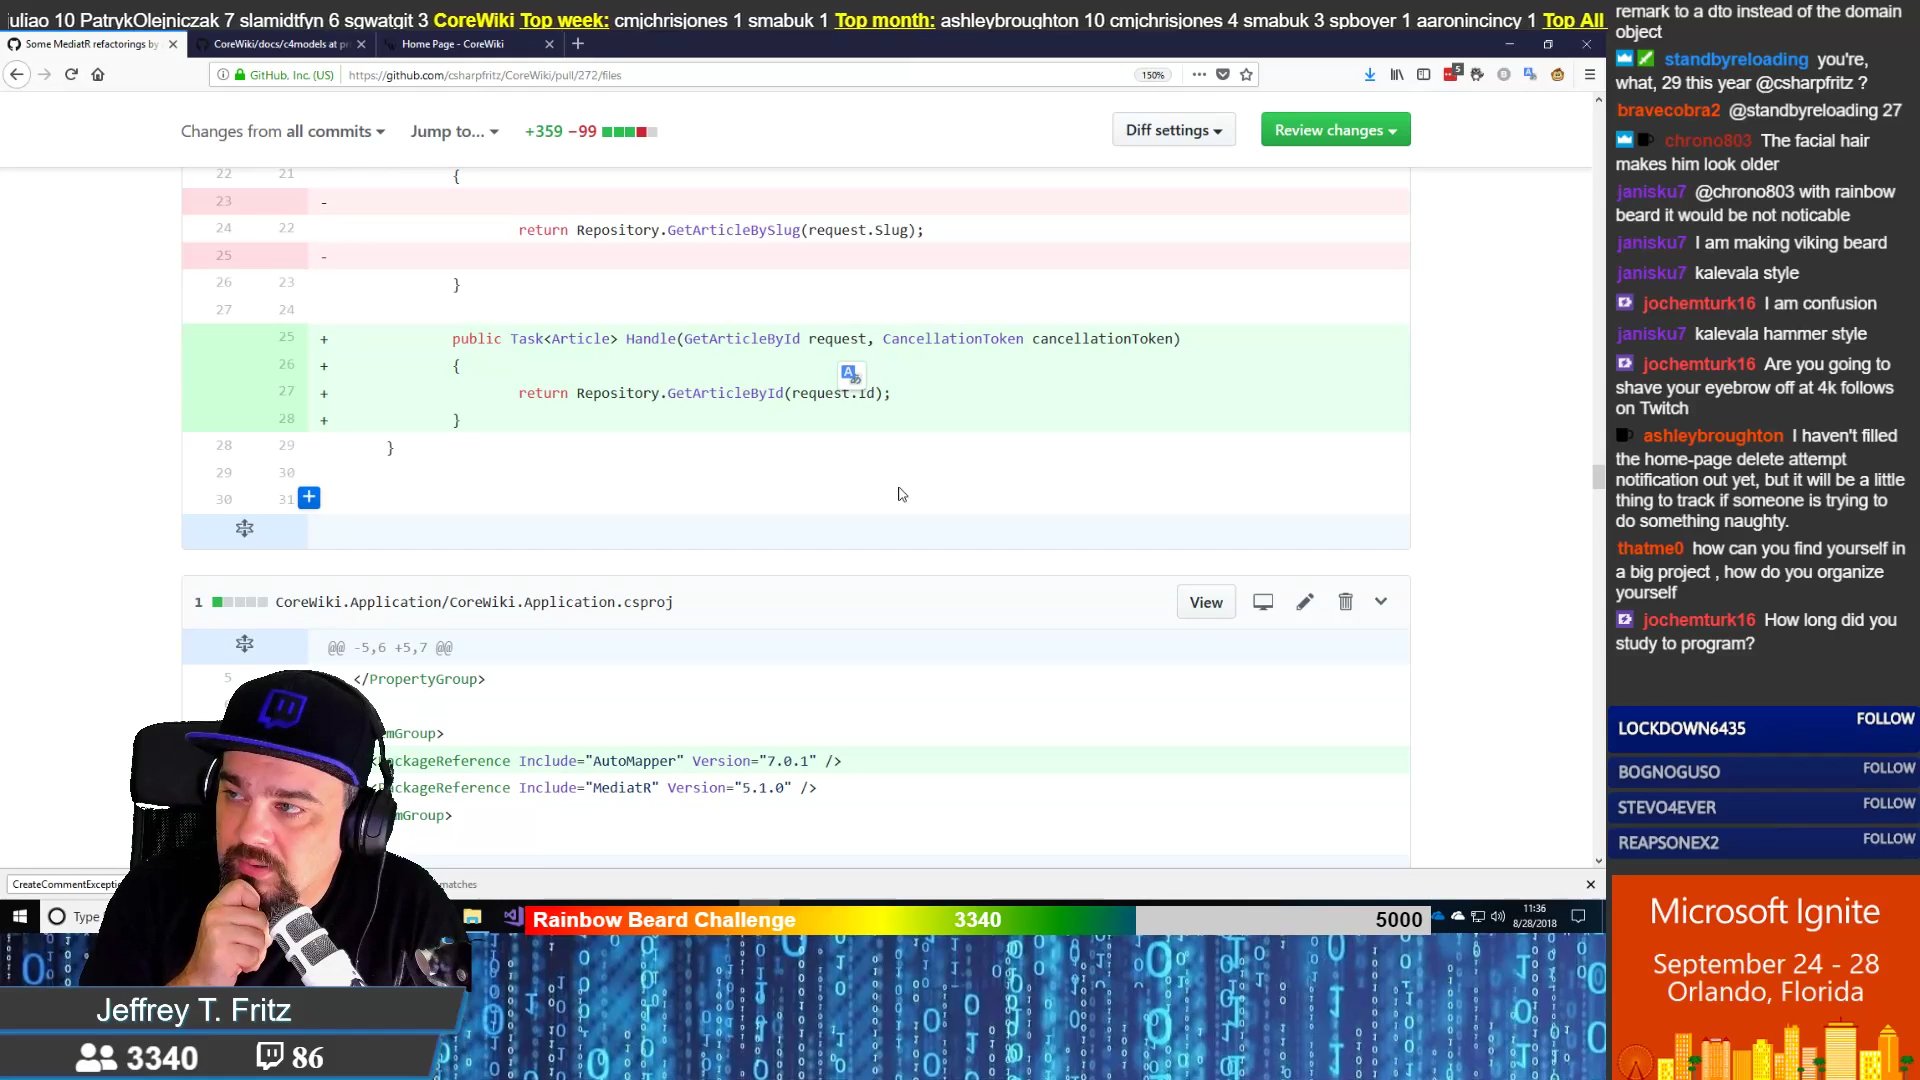 uliao 10 PatrykOlejniczak 7 slamidtfyn 6 sgwatgit 3 CoreWiki Top week: cmjchrisjones 1 smabuk 1 Top month: ashleybroughton 10 cmjchrisjones 4 smabuk 3 spboyer 1 aaronincincy 1 Top All
Some MediatR refactorings by
CoreWiki/docs/c4models at pr
Home Page - CoreWiki
GitHub, Inc. (US)
https://github.com/csharpfritz/CoreWiki/pull/272/files
150%
5
Changes from all commits
Jump to...
+359 −99
Diff settings
Review changes
22 21 {
23 -
24 22 return Repository.GetArticleBySlug(request.Slug);
25 -
26 23 }
27 24
25 + public Task<Article> Handle(GetArticleById request, CancellationToken cancellationToken)
26 + {
27 + return Repository.GetArticleById(request.Id);
28 + }
28 29 }
29 30
30 31
1 CoreWiki.Application/CoreWiki.Application.csproj
View
@@ -5,6 +5,7 @@
5 </PropertyGroup>
mGroup>
ackageReference Include="AutoMapper" Version="7.0.1" />
PackageReference Include="MediatR" Version="5.1.0" />
mGroup>
CreateCommentExcepti
matches
Type
Rainbow Beard Challenge 3340 5000
11:36
8/28/2018
Jeffrey T. Fritz
3340 86
remark to a dto instead of the domain
object
standbyreloading you're,
what, 29 this year @csharpfritz ?
bravecobra2 @standbyreloading 27
chrono803 The facial hair
makes him look older
janisku7 @chrono803 with rainbow
beard it would be not noticable
janisku7 I am making viking beard
janisku7 kalevala style
jochemturk16 I am confusion
janisku7 kalevala hammer style
jochemturk16 Are you going to
shave your eyebrow off at 4k follows
on Twitch
ashleybroughton I haven't filled
the home-page delete attempt
notification out yet, but it will be a little
thing to track if someone is trying to
do something naughty.
thatme0 how can you find yourself in
a big project , how do you organize
yourself
jochemturk16 How long did you
study to program?
LOCKDOWN6435 FOLLOW
BOGNOGUSO FOLLOW
STEVO4EVER FOLLOW
REAPSONEX2 FOLLOW
Microsoft Ignite
September 24 - 28
Orlando, Florida